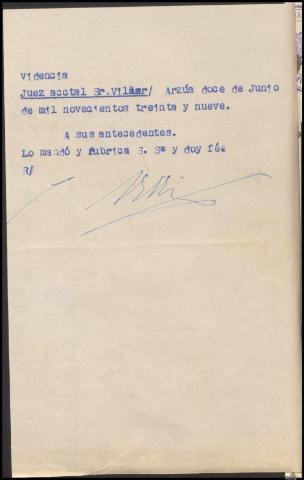 Videncia
Juez acctal Sr. Vilaar/ Arzúa doce de Junio
de mil novecientos treinta y nueve.
A sus antecedentes.
Lo mandó y rubrica S. Sª y doy fée
R/